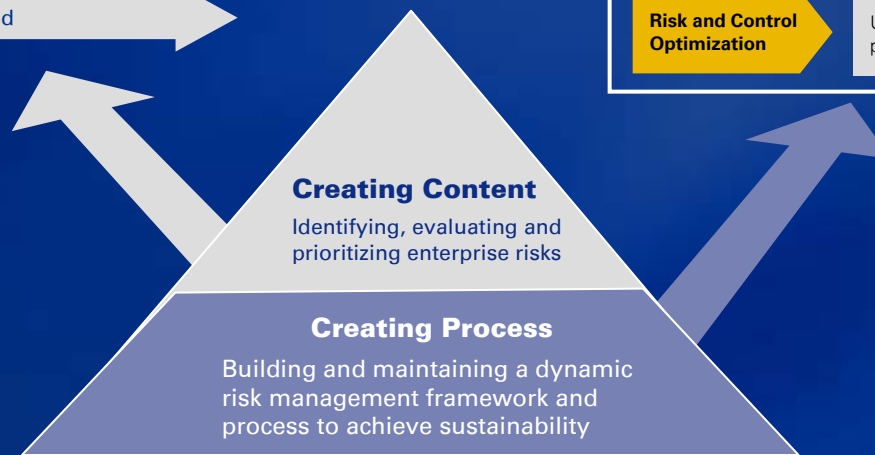 d
Risk and Control
Optimization
U
p
Creating Content
Identifying, evaluating and
prioritizing enterprise risks
Creating Process
Building and maintaining a dynamic
risk management framework and
process to achieve sustainability